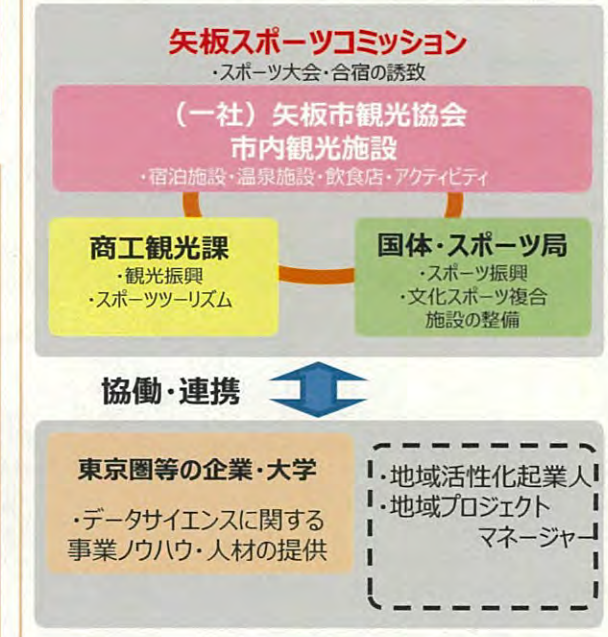 矢板スポーツコミッション
・スポーツ大会・合宿の誘致
（一社）矢板市観光協会
市内観光施設
・宿泊施設・温泉施設・飲食店・アクティビティ
商工観光課
・観光振興
・スポーツツーリズム
国体・スポーツ局
・スポーツ振興
・文化スポーツ複合
施設の整備
協働・連携
東京圏等の企業・大学
・データサイエンスに関する
事業ノウハウ・人材の提供
・地域活性化起業人
・地域プロジェクト
マネージャー